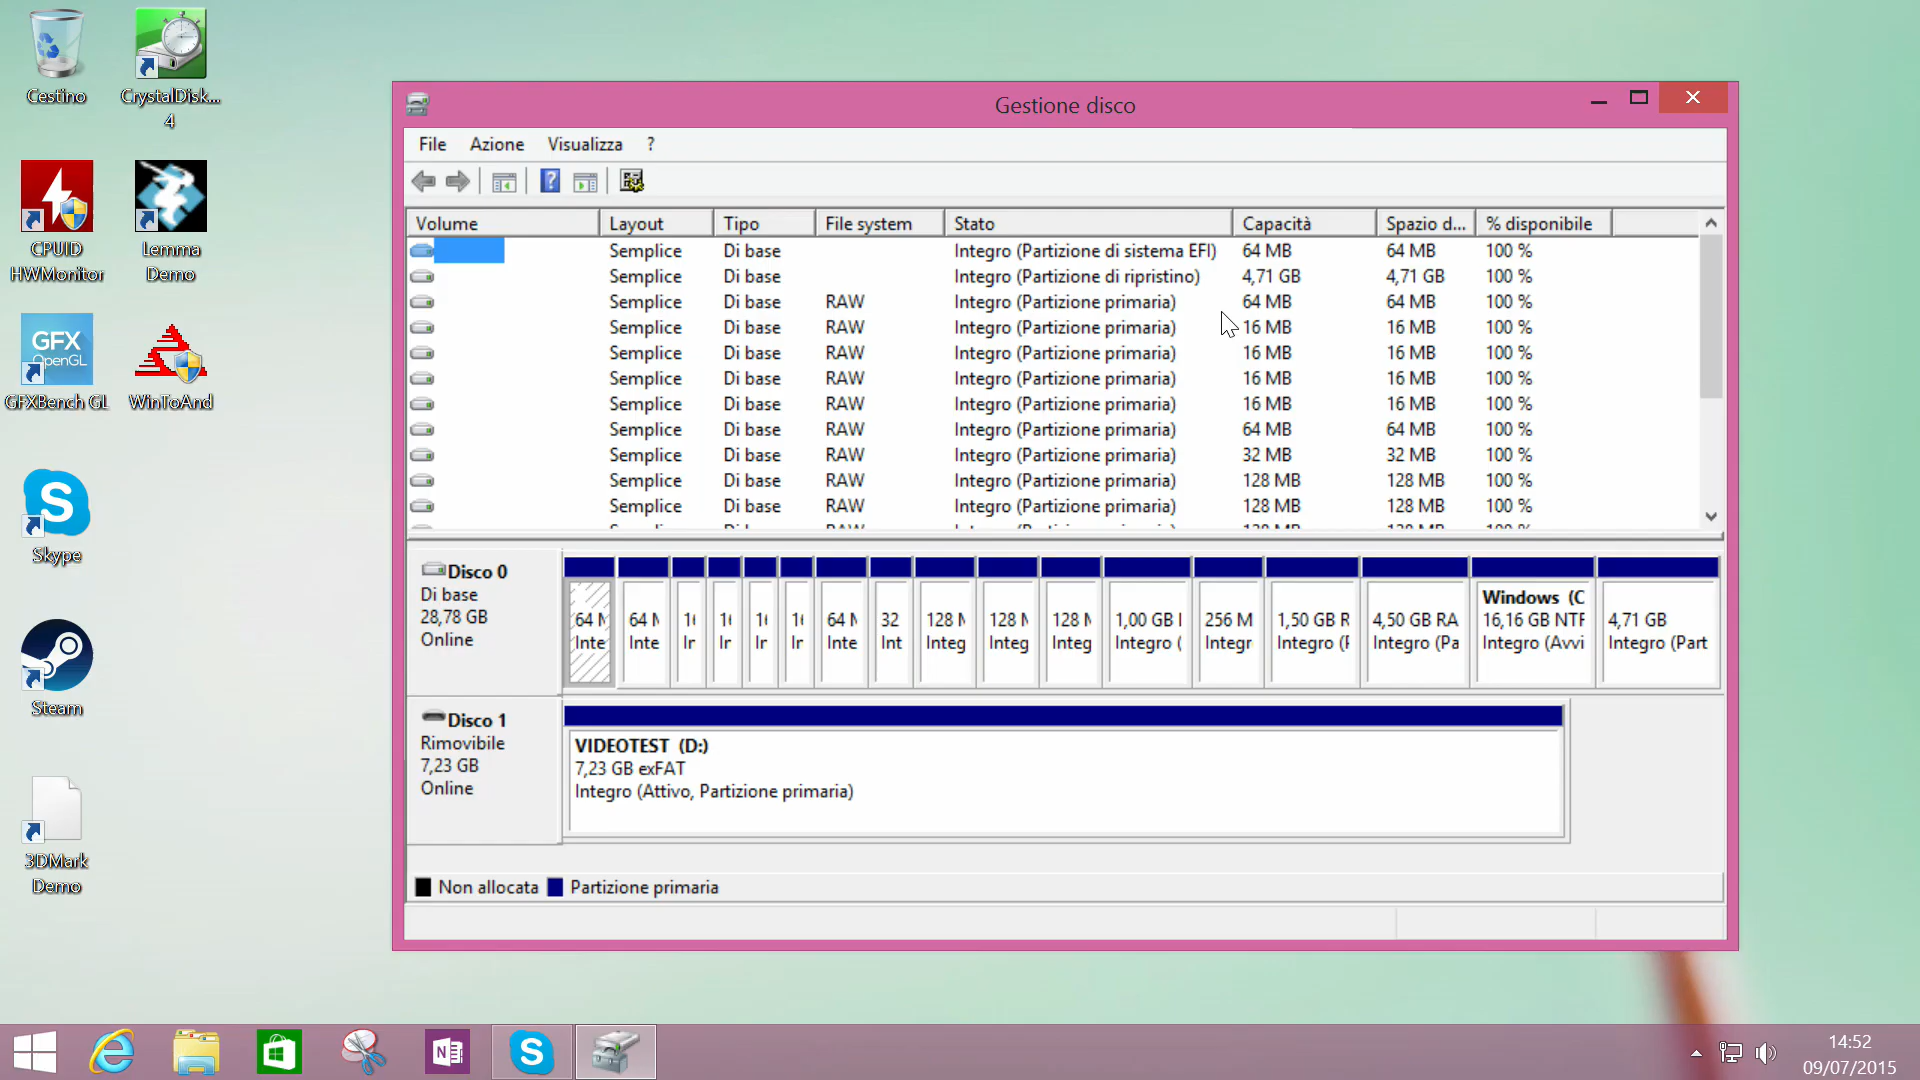 Cestino
CrystalDisk...
4
CPUID
HWMonitor
Lemma
Demo
GFX
OpenGL
GFXBench GL
WinToAnd
Skype
Steam
3DMark
Demo
Gestione disco
File Azione Visualizza ?
Volume Layout Tipo File system Stato Capacità Spazio d... % disponibile
Semplice Di base Integro (Partizione di sistema EFI) 64 MB 64 MB 100 %
Semplice Di base Integro (Partizione di ripristino) 4,71 GB 4,71 GB 100 %
Semplice Di base RAW Integro (Partizione primaria) 64 MB 64 MB 100 %
Semplice Di base RAW Integro (Partizione primaria) 16 MB 16 MB 100 %
Semplice Di base RAW Integro (Partizione primaria) 16 MB 16 MB 100 %
Semplice Di base RAW Integro (Partizione primaria) 16 MB 16 MB 100 %
Semplice Di base RAW Integro (Partizione primaria) 16 MB 16 MB 100 %
Semplice Di base RAW Integro (Partizione primaria) 64 MB 64 MB 100 %
Semplice Di base RAW Integro (Partizione primaria) 32 MB 32 MB 100 %
Semplice Di base RAW Integro (Partizione primaria) 128 MB 128 MB 100 %
Semplice Di base RAW Integro (Partizione primaria) 128 MB 128 MB 100 %
Disco 0
Di base
28,78 GB
Online
Windows (C
64 64 64 32 128 128 128 1,00 GB 256 M 1,50 GB R 4,50 GB RA 16,16 GB NTF 4,71 GB
Inte Inte Ir Ir Ir Ir Inte Int Integ Integ Integ Integro ( Integr Integro (F Integro (Pa Integro (Avvi Integro (Part
Disco 1
Rimovibile
7,23 GB
Online
VIDEOTEST (D:)
7,23 GB exFAT
Integro (Attivo, Partizione primaria)
Non allocata Partizione primaria
14:52
09/07/2015